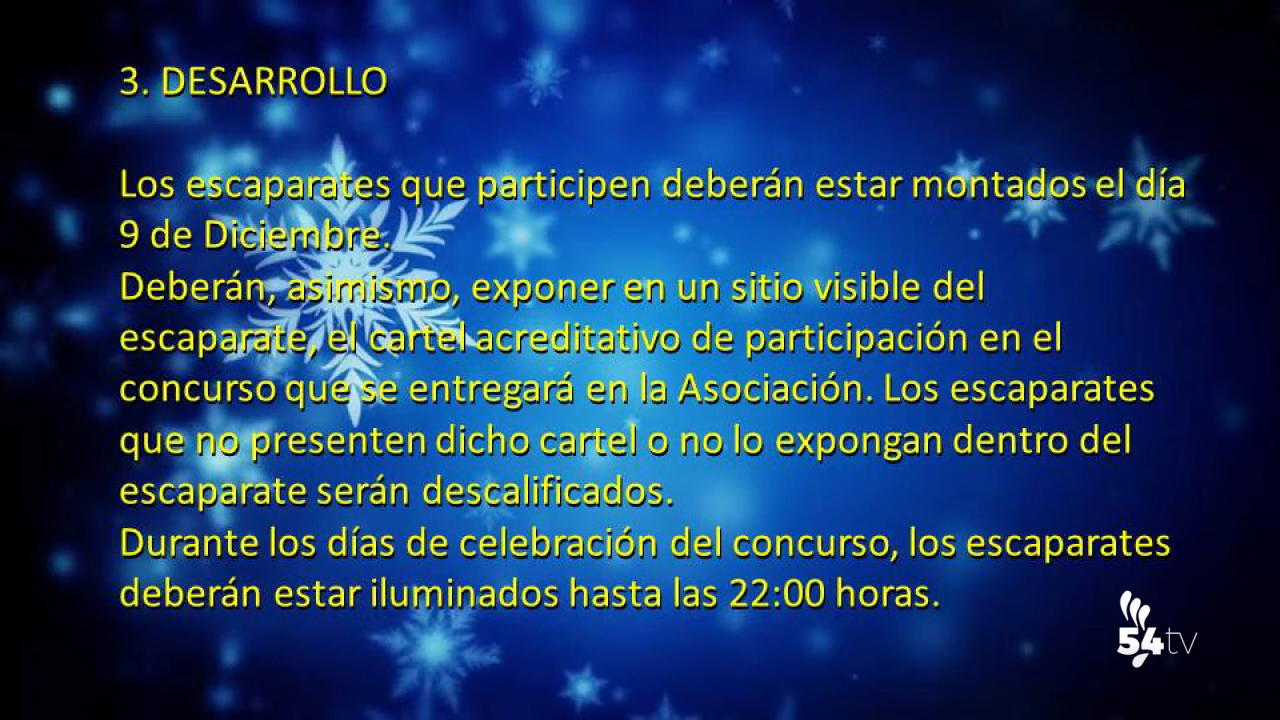 3. DESARROLLO
Los escaparates que participen deberán estar montados el día
9 de Diciembre.
Deberán, asimismo, exponer en un sitio visible del
escaparate, el cartel acreditativo de participación en el
concurso que se entregará en la Asociación. Los escaparates
que no presenten dicho cartel o no lo expongan dentro del
escaparate serán descalificados.
Durante los días de celebración del concurso, los escaparates
deberán estar iluminados hasta las 22:00 horas.
54tv